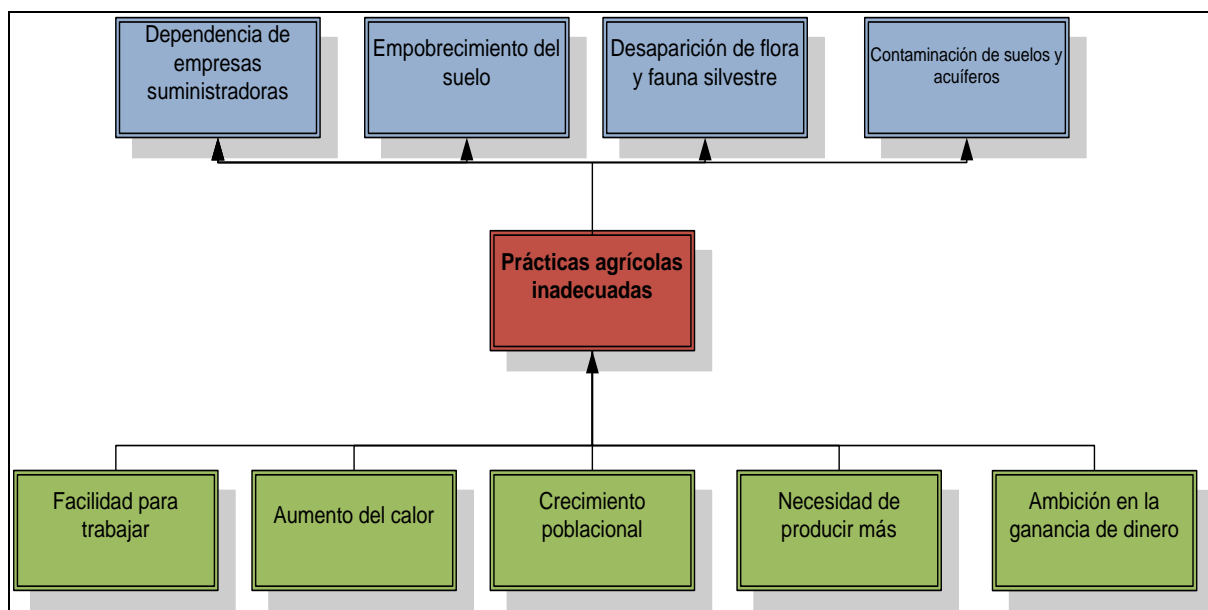 Dependencia de
empresas
suministradoras
Empobrecimiento del
suelo
Desaparición de flora
y fauna silvestre
Contaminación de suelos y
acuíferos
Prácticas agrícolas
inadecuadas
Facilidad para
trabajar
Aumento del calor
Crecimiento
poblacional
Necesidad de
producir más
Ambición en la
ganancia de dinero